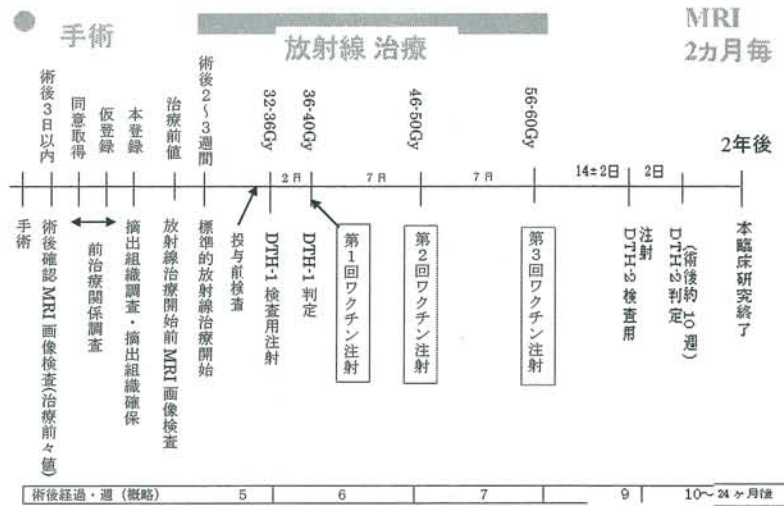 手術
放射線 治療
MRI
2カ月毎
術後3日以内
同意取得
仮登録
本登録
治療前値
術後2～3週間
32-36Gy
36-40Gy
46-50Gy
56-60Gy
2年後
2日
7日
7日
14±2日
2日
手術
術後確認 MRI 画像検査(治療前々値)
前治療関係調査
摘出組織調査・摘出組織確保
放射線治療開始前 MRI 画像検査
標準的放射線治療開始
投与前検査
DTH-1 検査用注射
DTH-1 判定
第1回ワクチン注射
第2回ワクチン注射
第3回ワクチン注射
DTH-2 検査用
注射
DTH-2 判定
(術後約 10 週)
本臨床研究終了
術後経過・週（概略） 5 6 7 9 10～24ヶ月後